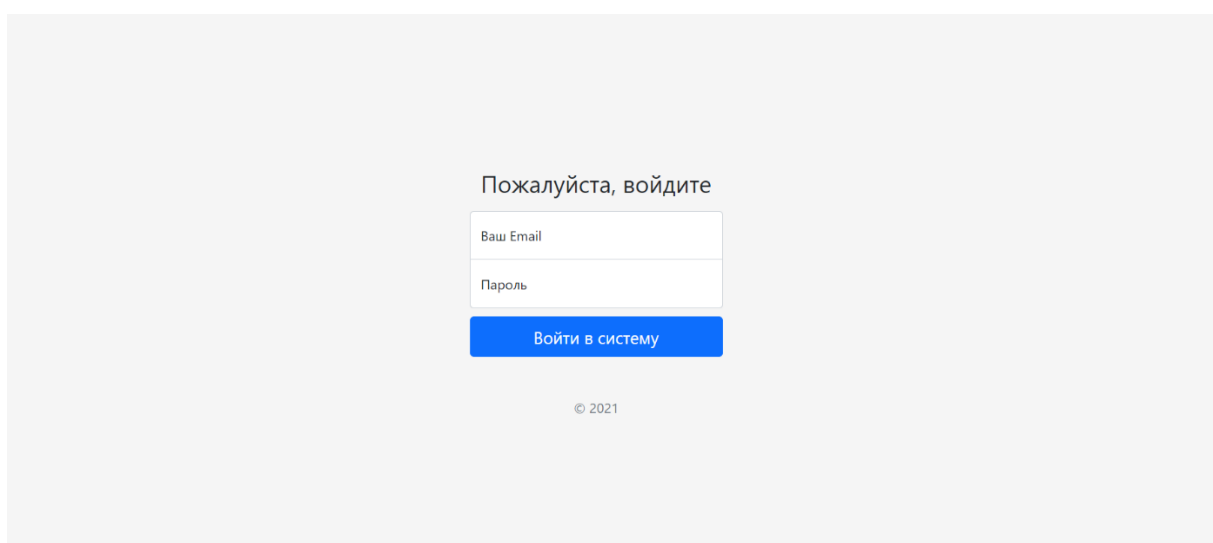 Пожалуйста, войдите
Ваш Email
Пароль
Войти в систему
© 2021